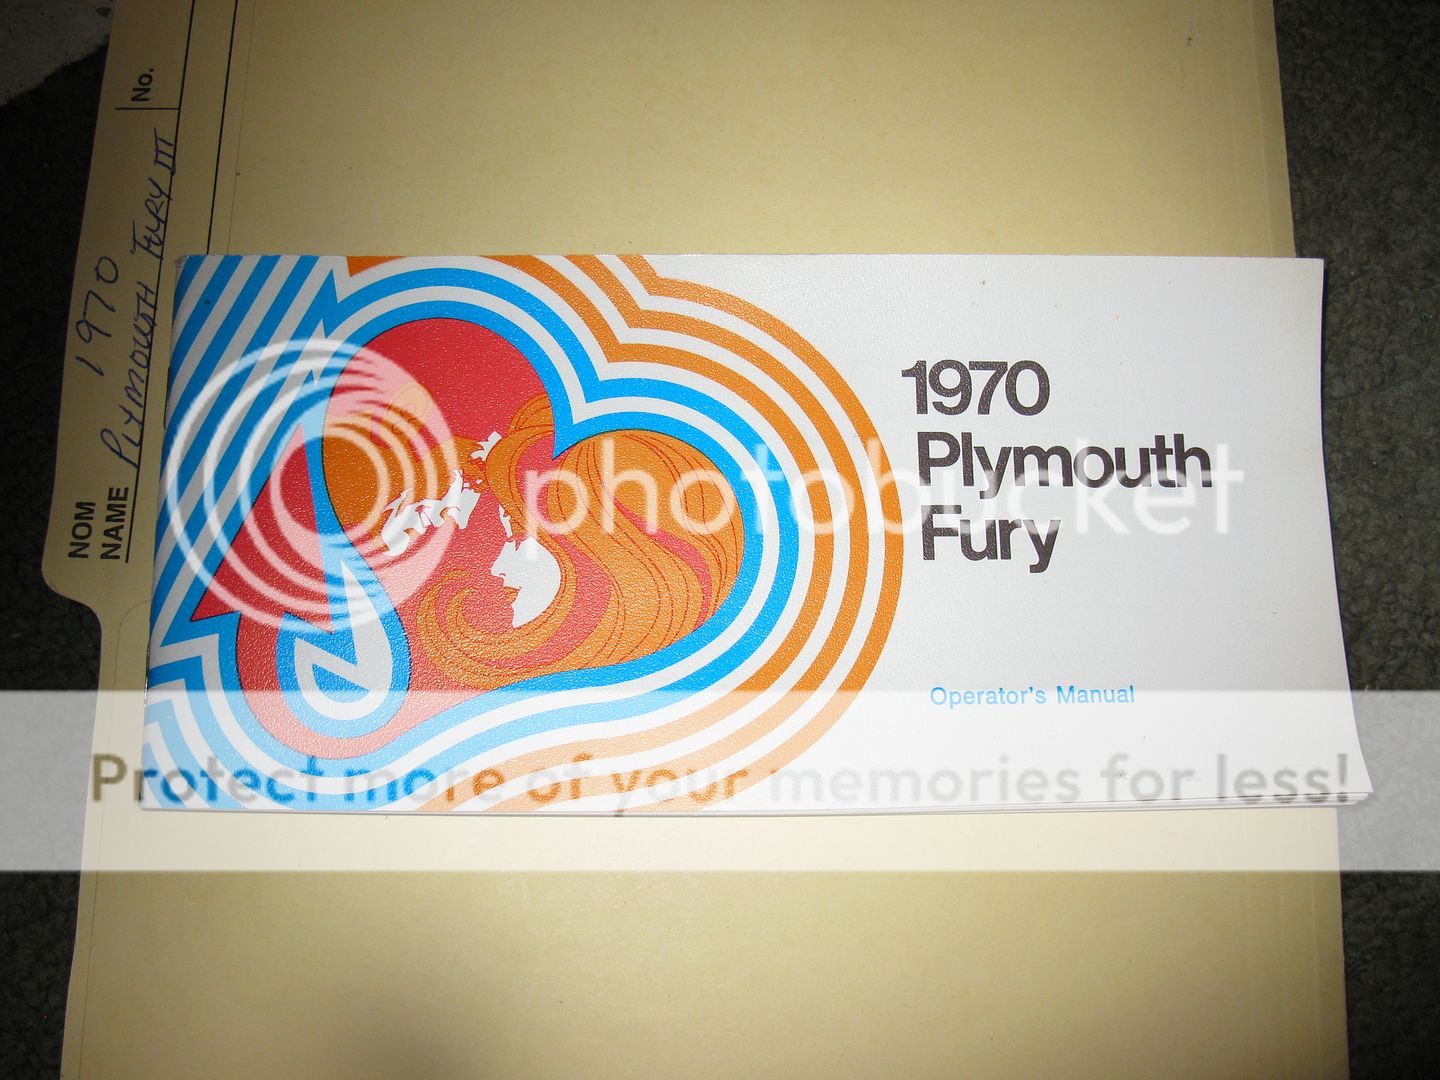 No.
NOM
NAME
1970
Plymouth Fury III
1970
Plymouth
Fury
Operator's Manual
photobucket
Protect more of your memories for less!